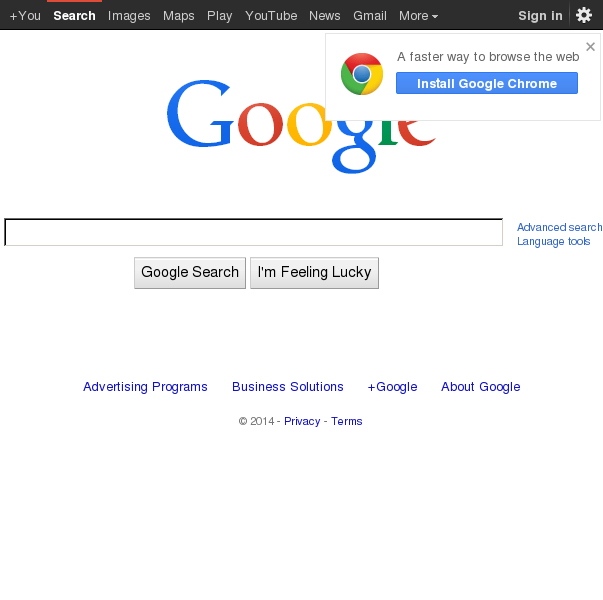 +You Search Images Maps Play YouTube News Gmail More Sign in
A faster way to browse the web
Install Google Chrome
Google
Advanced search
Language tools
Google Search I'm Feeling Lucky
Advertising Programs Business Solutions +Google About Google
© 2014 - Privacy - Terms